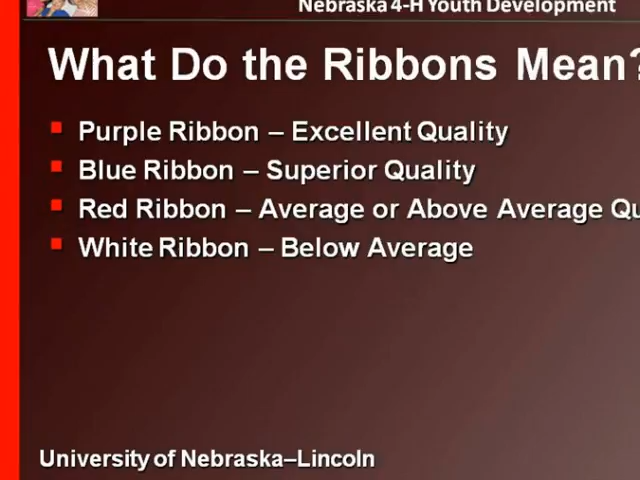 Nebraska 4-H Youth Development
What Do the Ribbons Mean?
Purple Ribbon – Excellent Quality
Blue Ribbon – Superior Quality
Red Ribbon – Average or Above Average Qu
White Ribbon – Below Average
University of Nebraska–Lincoln